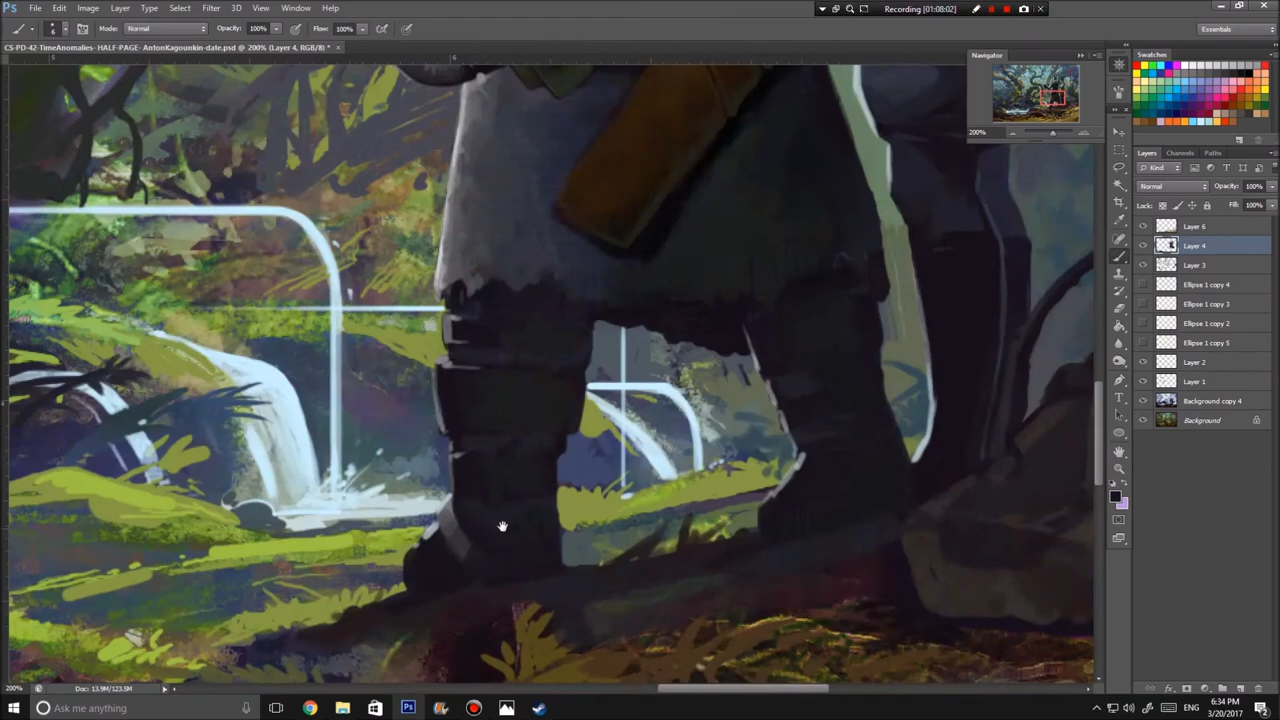 Ps File Edit Image Layer Type Select Filter 3D View Window Help
Recording [01:08:02]
6 Mode: Normal Opacity: 100% Flow: 100% Essentials
CS-PD-42-TimeAnomalies- HALF-PAGE- AntonKagounkin-date.psd @ 200% (Layer 4, RGB/8) * ×
5 6
Navigator
200%
Swatches
Layers Channels Paths
Kind
Normal Opacity: 100%
Lock: Fill: 100%
Layer 6
Layer 4
Layer 3
Ellipse 1 copy 4
Ellipse 1 copy 3
Ellipse 1 copy 2
Ellipse 1 copy 5
Layer 2
Layer 1
Background copy 4
Background
200% Doc: 13.9M/123.5M
Ask me anything
ENG 6:34 PM
3/20/2017
2